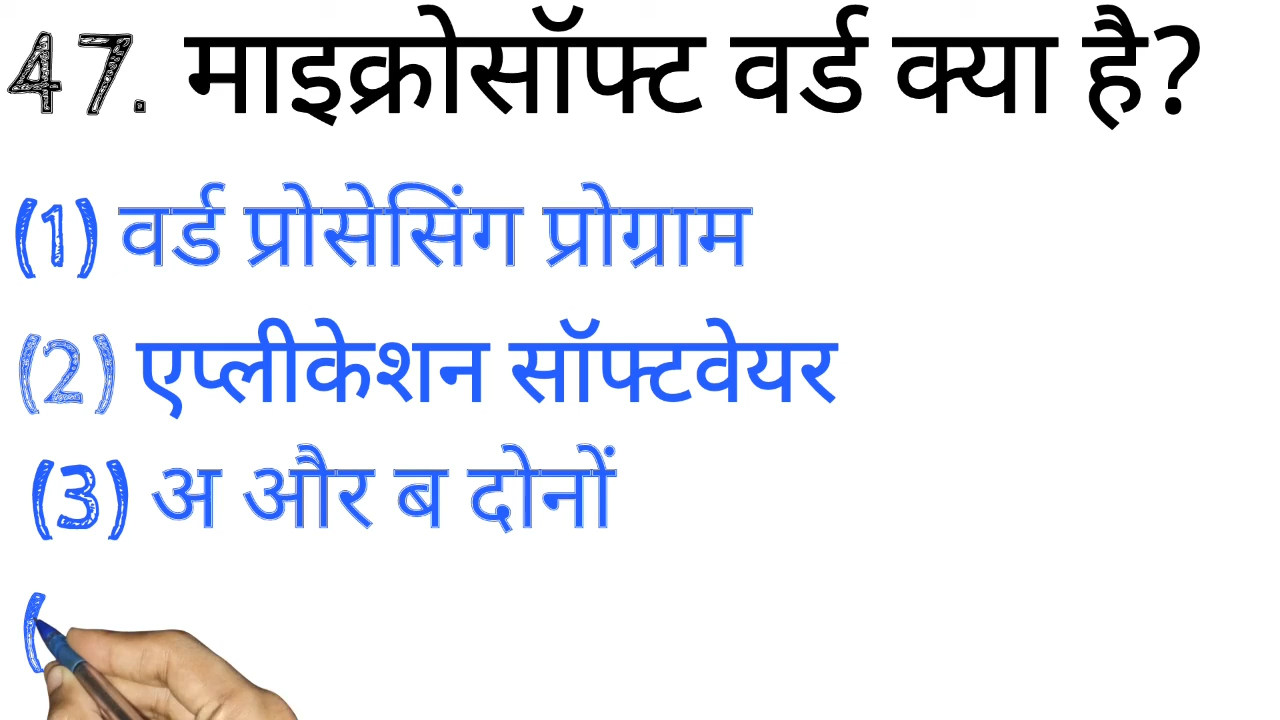 47. माइक्रोसॉफ्ट वर्ड क्या है?
(1) वर्ड प्रोसेसिंग प्रोग्राम
(2) एप्लीकेशन सॉफ्टवेयर
(3) अ और ब दोनों
(